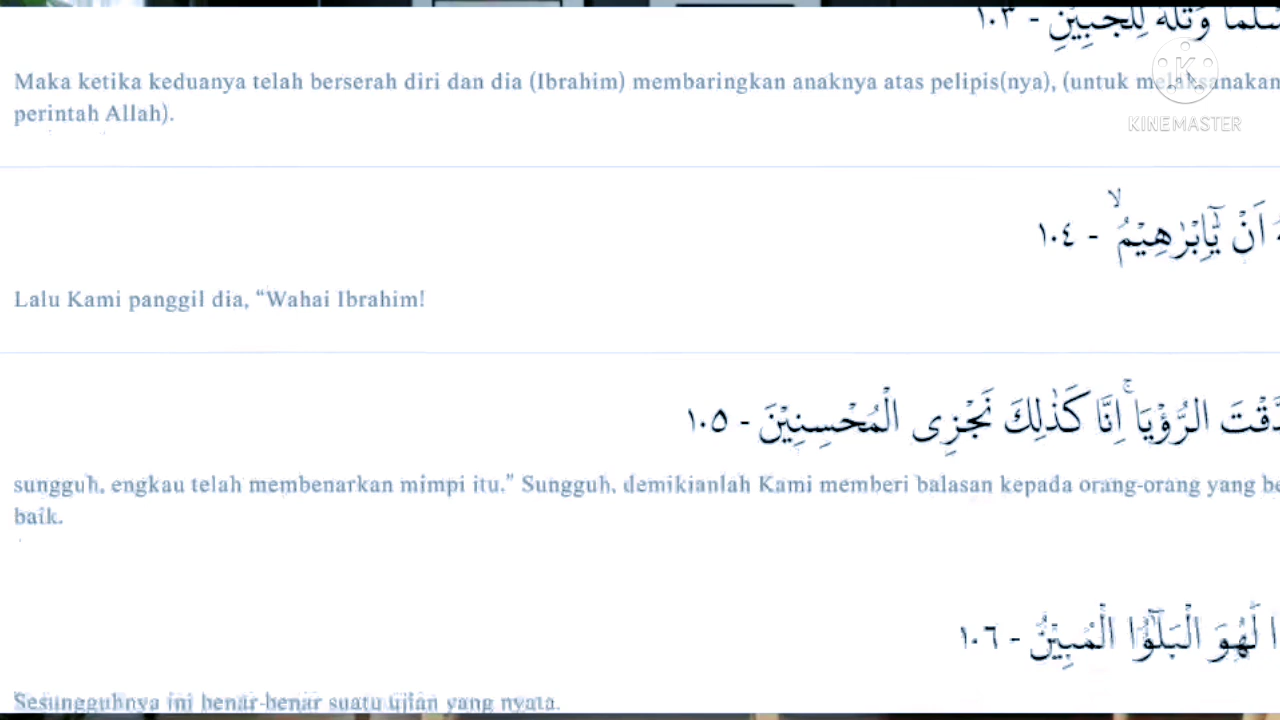 وَتَلَّهٗ لِلْجَبِيْنِ - ١٠٣
Maka ketika keduanya telah berserah diri dan dia (Ibrahim) membaringkan anaknya atas pelipis(nya), (untuk melaksanakan
perintah Allah).
KINEMASTER
اَنْ يّٰٓاِبْرٰهِيْمُ ۙ - ١٠٤
Lalu Kami panggil dia, “Wahai Ibrahim!
الرُّؤْيَا ۚاِنَّا كَذٰلِكَ نَجْزِى الْمُحْسِنِيْنَ - ١٠٥
sungguh, engkau telah membenarkan mimpi itu.” Sungguh, demikianlah Kami memberi balasan kepada orang-orang yang
baik.
لَهُوَ الْبَلٰۤؤُا الْمُبِيْنُ - ١٠٦
Sesungguhnya ini benar-benar suatu ujian yang nyata.